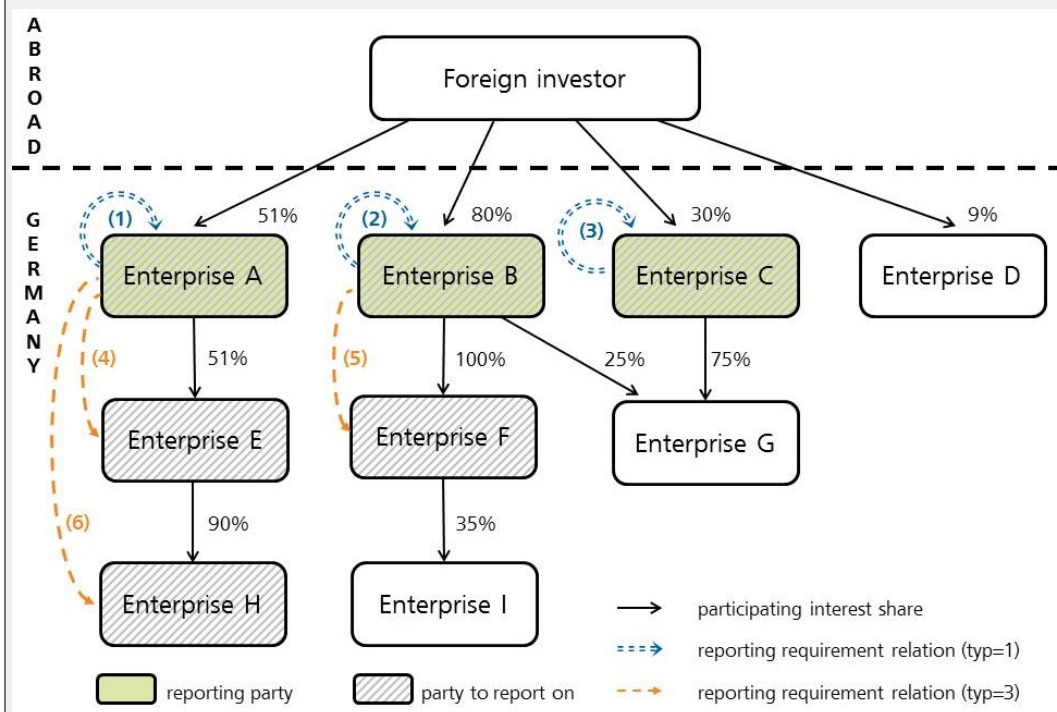 ABROAD
Foreign investor
GERMANY
(1)
51%
(2)
80%
(3)
30%
9%
Enterprise A
Enterprise B
Enterprise C
Enterprise D
(4)
51%
(5)
100%
25%
75%
Enterprise E
Enterprise F
Enterprise G
(6)
90%
35%
Enterprise H
Enterprise I
participating interest share
reporting requirement relation (typ=1)
reporting party
party to report on
reporting requirement relation (typ=3)